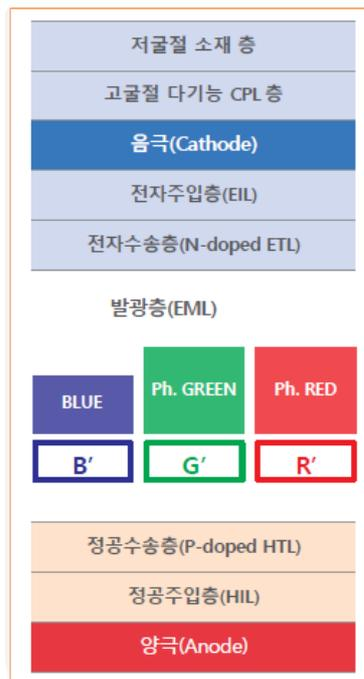 저굴절 소재 층
고굴절 다기능 CPL 층
음극(Cathode)
전자주입층(EIL)
전자수송층(N-doped ETL)
발광층(EML)
BLUE
Ph. GREEN
Ph. RED
B′
G′
R′
정공수송층(P-doped HTL)
정공주입층(HIL)
양극(Anode)